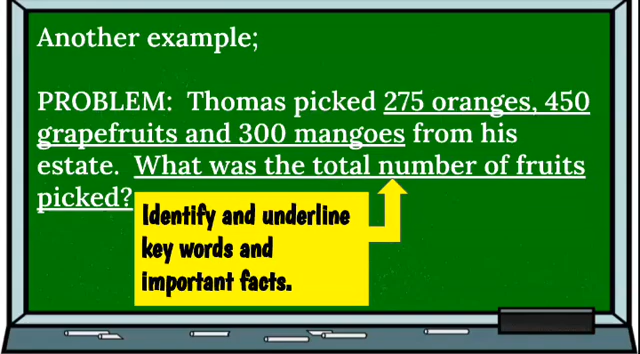 Another example;
PROBLEM: Thomas picked 275 oranges, 450
grapefruits and 300 mangoes from his
estate. What was the total number of fruits
picked?
Identify and underline
key words and
important facts.